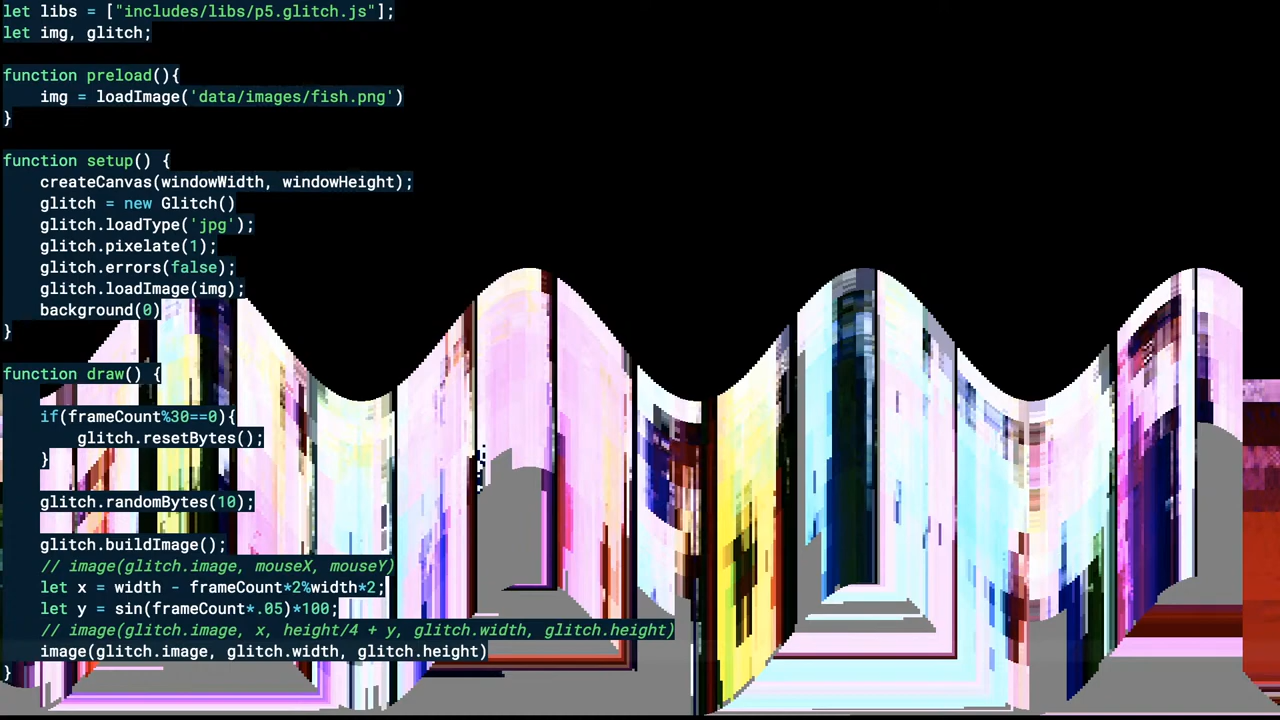 let libs = ["includes/libs/p5.glitch.js"];
let img, glitch;
function preload(){
    img = loadImage('data/images/fish.png')
}
function setup() {
    createCanvas(windowWidth, windowHeight);
    glitch = new Glitch()
    glitch.loadType('jpg');
    glitch.pixelate(1);
    glitch.errors(false);
    glitch.loadImage(img);
    background(0)
}
function draw() {
    if(frameCount%30==0){
        glitch.resetBytes();
    }
    glitch.randomBytes(10);
    glitch.buildImage();
    // image(glitch.image, mouseX, mouseY)
    let x = width - frameCount*2%width*2;
    let y = sin(frameCount*.05)*100;
    // image(glitch.image, x, height/4 + y, glitch.width, glitch.height)
    image(glitch.image, glitch.width, glitch.height)
}